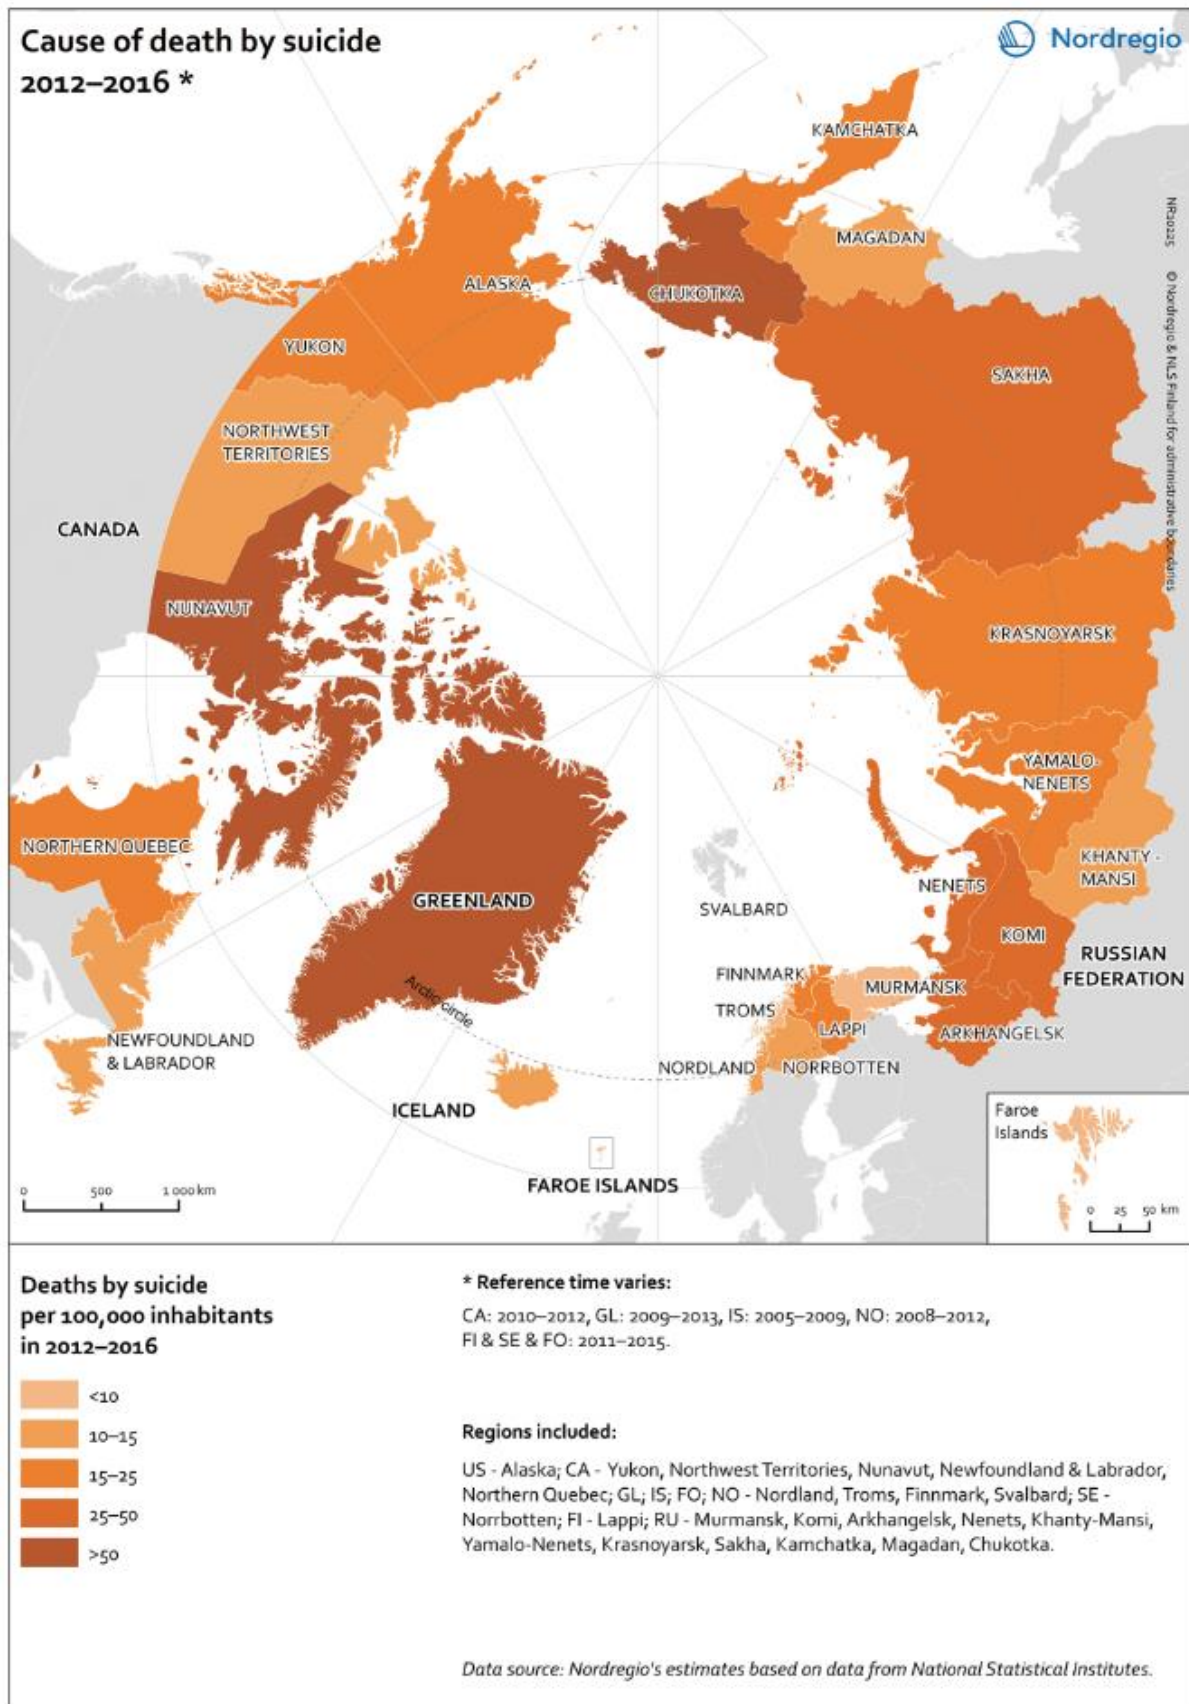 Cause of death by suicide
2012–2016 *
Nordregio
KAMCHATKA
MAGADAN
ALASKA
CHUKOTKA
YUKON
SAKHA
NORTHWEST
TERRITORIES
CANADA
NUNAVUT
KRASNOYARSK
YAMALO-
NENETS
NORTHERN QUEBEC
KHANTY -
MANSI
NENETS
GREENLAND
SVALBARD
KOMI
RUSSIAN
FEDERATION
FINNMARK
MURMANSK
Arctic circle
TROMS
LAPPI
ARKHANGELSK
NEWFOUNDLAND
& LABRADOR
NORDLAND
NORRBOTTEN
ICELAND
FAROE ISLANDS
Faroe
Islands
0 500 1 000 km
0 25 50 km
NR10225 © Nordregio & NLS Finland for administrative boundaries
Deaths by suicide
per 100,000 inhabitants
in 2012–2016
<10
10–15
15–25
25–50
>50
* Reference time varies:
CA: 2010–2012, GL: 2009–2013, IS: 2005–2009, NO: 2008–2012,
FI & SE & FO: 2011–2015.
Regions included:
US - Alaska; CA - Yukon, Northwest Territories, Nunavut, Newfoundland & Labrador,
Northern Quebec; GL; IS; FO; NO - Nordland, Troms, Finnmark, Svalbard; SE -
Norrbotten; FI - Lappi; RU - Murmansk, Komi, Arkhangelsk, Nenets, Khanty-Mansi,
Yamalo-Nenets, Krasnoyarsk, Sakha, Kamchatka, Magadan, Chukotka.
Data source: Nordregio's estimates based on data from National Statistical Institutes.